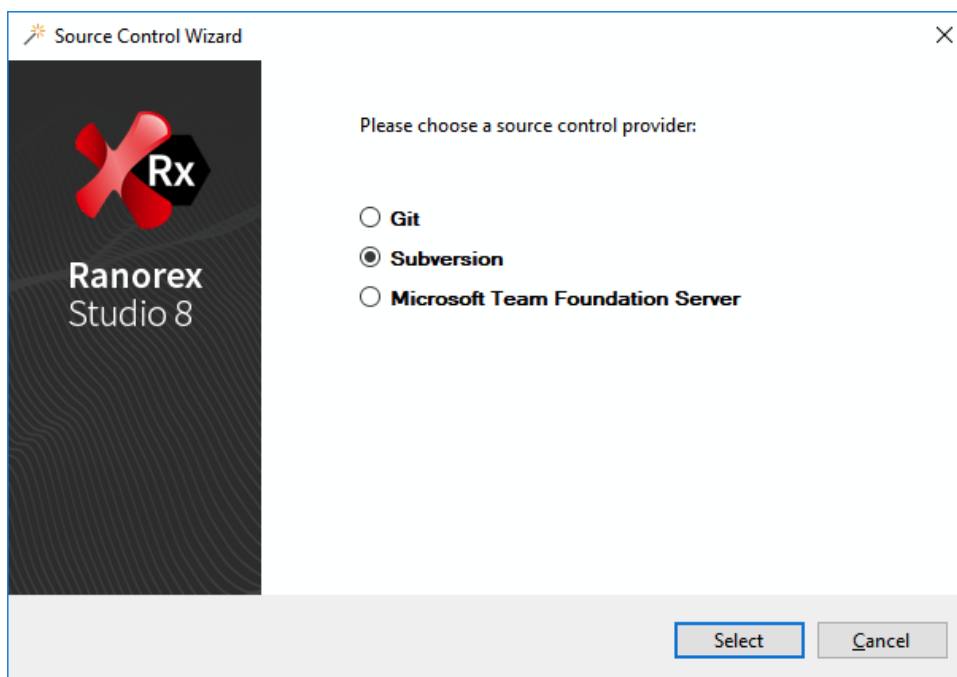 Source Control Wizard
Rx
Ranorex
Studio 8
Please choose a source control provider:
Git
Subversion
Microsoft Team Foundation Server
Select
Cancel